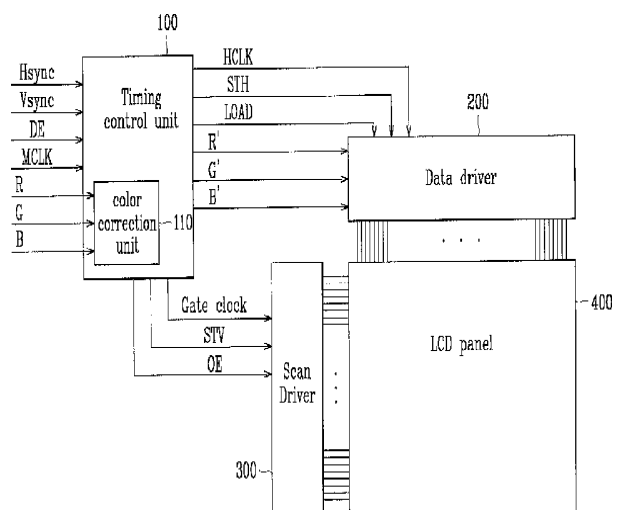 100
Hsync
Vsync
DE
MCLK
R
G
B
Timing
control unit
color
correction
unit
110
HCLK
STH
LOAD
R'
G'
B'
200
Data driver
. . .
Gate clock
STV
OE
Scan
Driver
300
LCD panel
400